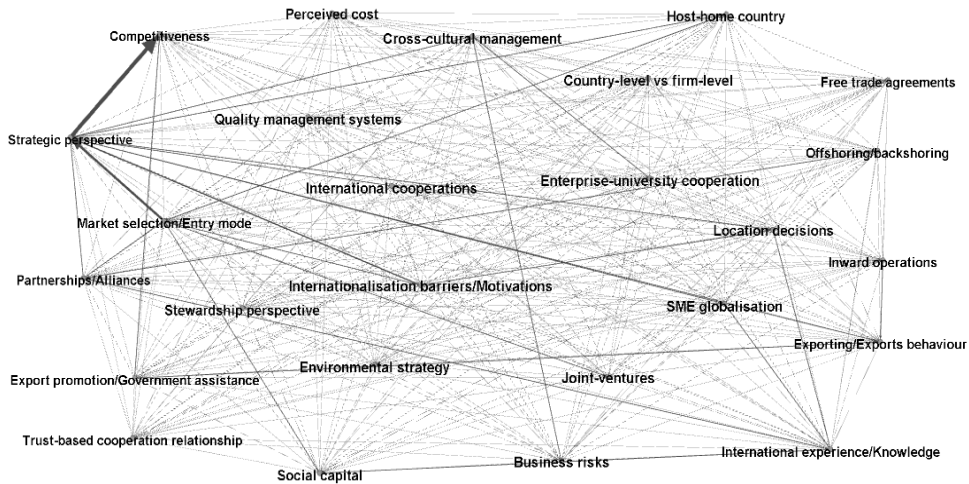 Perceived cost
Host-home country
Competitiveness
Cross-cultural management
Country-level vs firm-level
Free trade agreements
Quality management systems
Strategic perspective
Offshoring/backshoring
Enterprise-university cooperation
International cooperations
Market selection/Entry mode
Location decisions
Inward operations
Partnerships/Alliances
Internationalisation barriers/Motivations
SME globalisation
Stewardship perspective
Exporting/Exports behaviour
Environmental strategy
Joint-ventures
Export promotion/Government assistance
Trust-based cooperation relationship
International experience/Knowledge
Business risks
Social capital